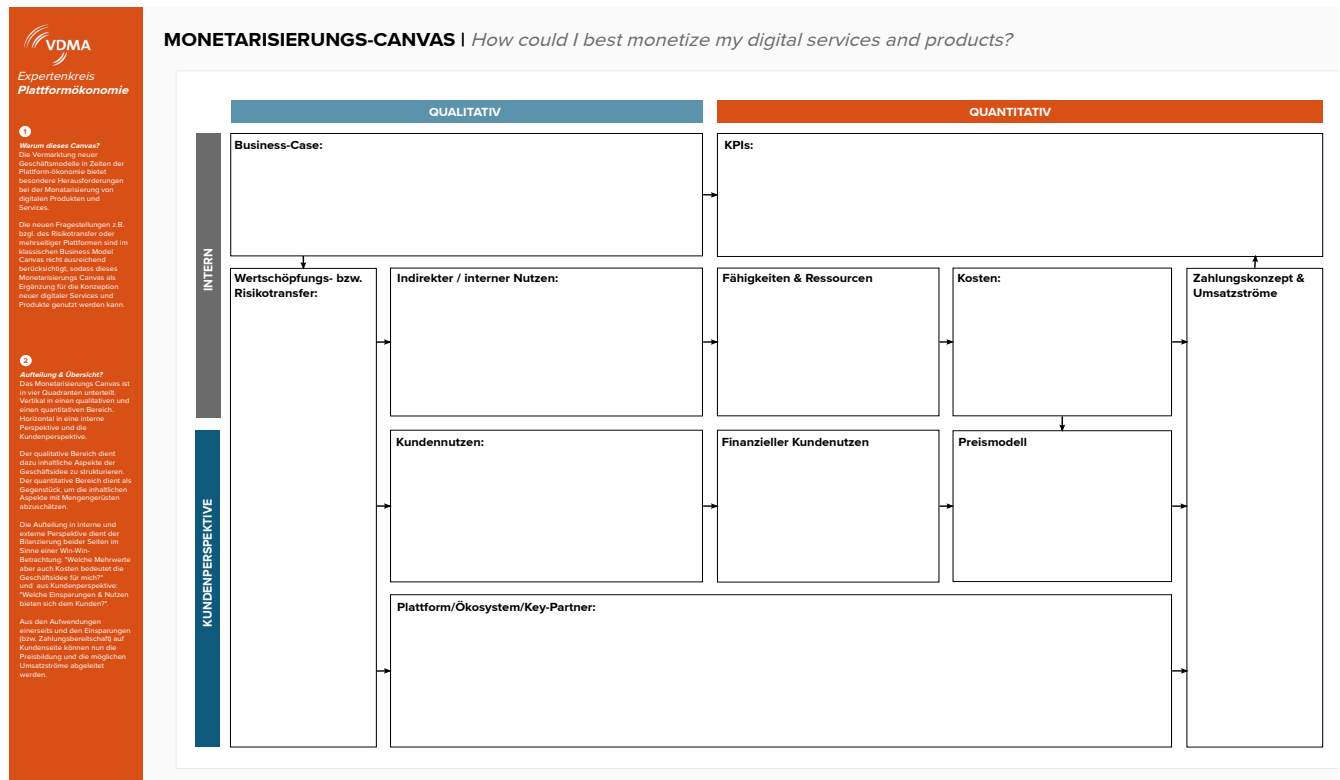 VDMA
Expertenkreis
Plattformökonomie
1
Warum dieses Canvas?
Die Vermarktung neuer
Geschäftsmodelle in Zeiten der
Plattform-ökonomie bietet
besondere Herausforderungen
bei der Monatarisierung von
digitalen Produkten und
Services.
Die neuen Fragestellungen z.B.
bzgl. des Risikotransfer oder
mehrseitiger Plattformen sind im
klassischen Business Model
Canvas nicht ausreichend
berücksichtigt, sodass dieses
Monetarisierungs Canvas als
Ergänzung für die Konzeption
neuer digitaler Services und
Produkte genutzt werden kann.
2
Aufteilung & Übersicht?
Das Monetarisierungs Canvas ist
in vier Quadranten unterteilt.
Vertikal in einen qualitativen und
einen quantitativen Bereich.
Horizontal in eine interne
Perspektive und die
Kundenperspektive.
Der qualitative Bereich dient
dazu inhaltliche Aspekte der
Geschäftsidee zu strukturieren.
Der quantitative Bereich dient als
Gegenstück, um die inhaltlichen
Aspekte mit Mengengerüsten
abzuschätzen.
Die Aufteilung in interne und
externe Perspektive dient der
Bilanzierung beider Seiten im
Sinne einer Win-Win-
Betrachtung: "Welche Mehrwerte
aber auch Kosten bedeutet die
Geschäftsidee für mich?"
und aus Kundenperspektive:
"Welche Einsparungen & Nutzen
bieten sich dem Kunden?".
Aus den Aufwendungen
einerseits und den Einsparungen
(bzw. Zahlungsbereitschaft) auf
Kundenseite können nun die
Preisbildung und die möglichen
Umsatzströme abgeleitet
werden.
MONETARISIERUNGS-CANVAS | How could I best monetize my digital services and products?
QUALITATIV
QUANTITATIV
INTERN
Business-Case:
KPIs:
Wertschöpfungs- bzw.
Risikotransfer:
Indirekter / interner Nutzen:
Fähigkeiten & Ressourcen
Kosten:
Zahlungskonzept &
Umsatzströme
KUNDENPERSPEKTIVE
Kundennutzen:
Finanzieller Kundenutzen
Preismodell
Plattform/Ökosystem/Key-Partner: